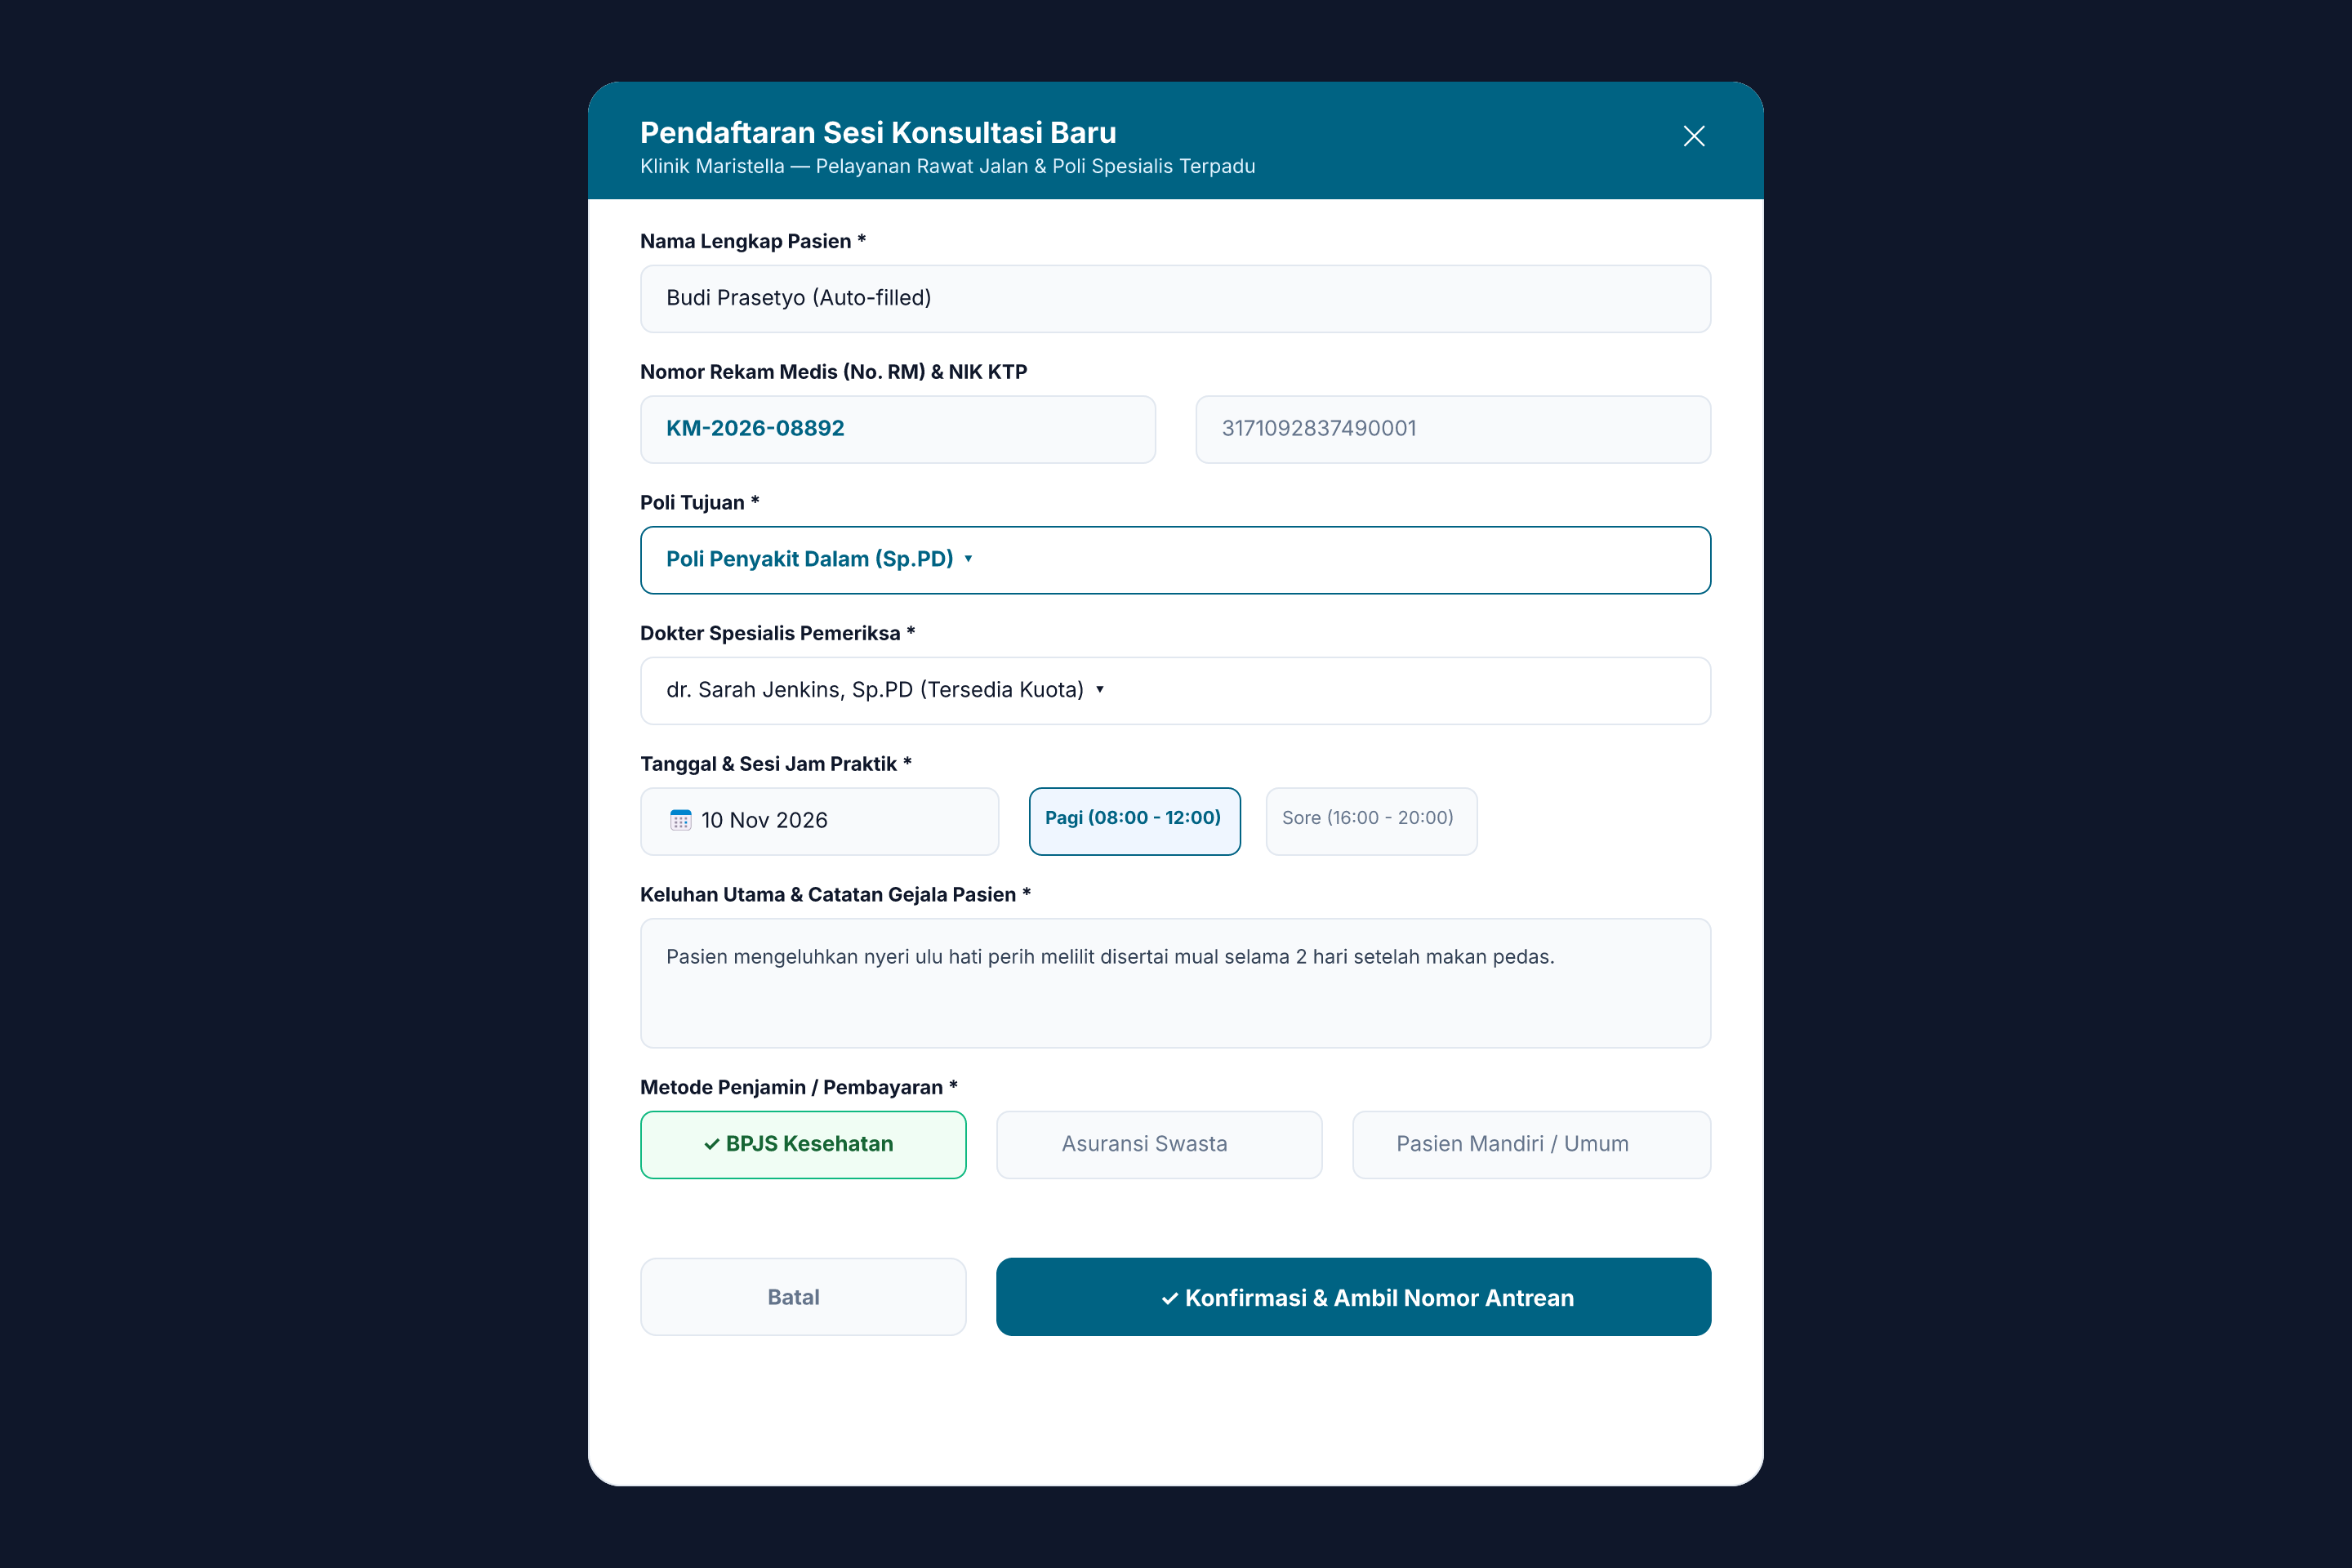 Pendaftaran Sesi Konsultasi Baru
Klinik Maristella — Pelayanan Rawat Jalan & Poli Spesialis Terpadu
Nama Lengkap Pasien *
Budi Prasetyo (Auto-filled)
Nomor Rekam Medis (No. RM) & NIK KTP
KM-2026-08892
3171092837490001
Poli Tujuan *
Poli Penyakit Dalam (Sp.PD) ▼
Dokter Spesialis Pemeriksa *
dr. Sarah Jenkins, Sp.PD (Tersedia Kuota) ▼
Tanggal & Sesi Jam Praktik *
10 Nov 2026
Pagi (08:00 - 12:00)
Sore (16:00 - 20:00)
Keluhan Utama & Catatan Gejala Pasien *
Pasien mengeluhkan nyeri ulu hati perih melilit disertai mual selama 2 hari setelah makan pedas.
Metode Penjamin / Pembayaran *
✓ BPJS Kesehatan
Asuransi Swasta
Pasien Mandiri / Umum
Batal
✓ Konfirmasi & Ambil Nomor Antrean